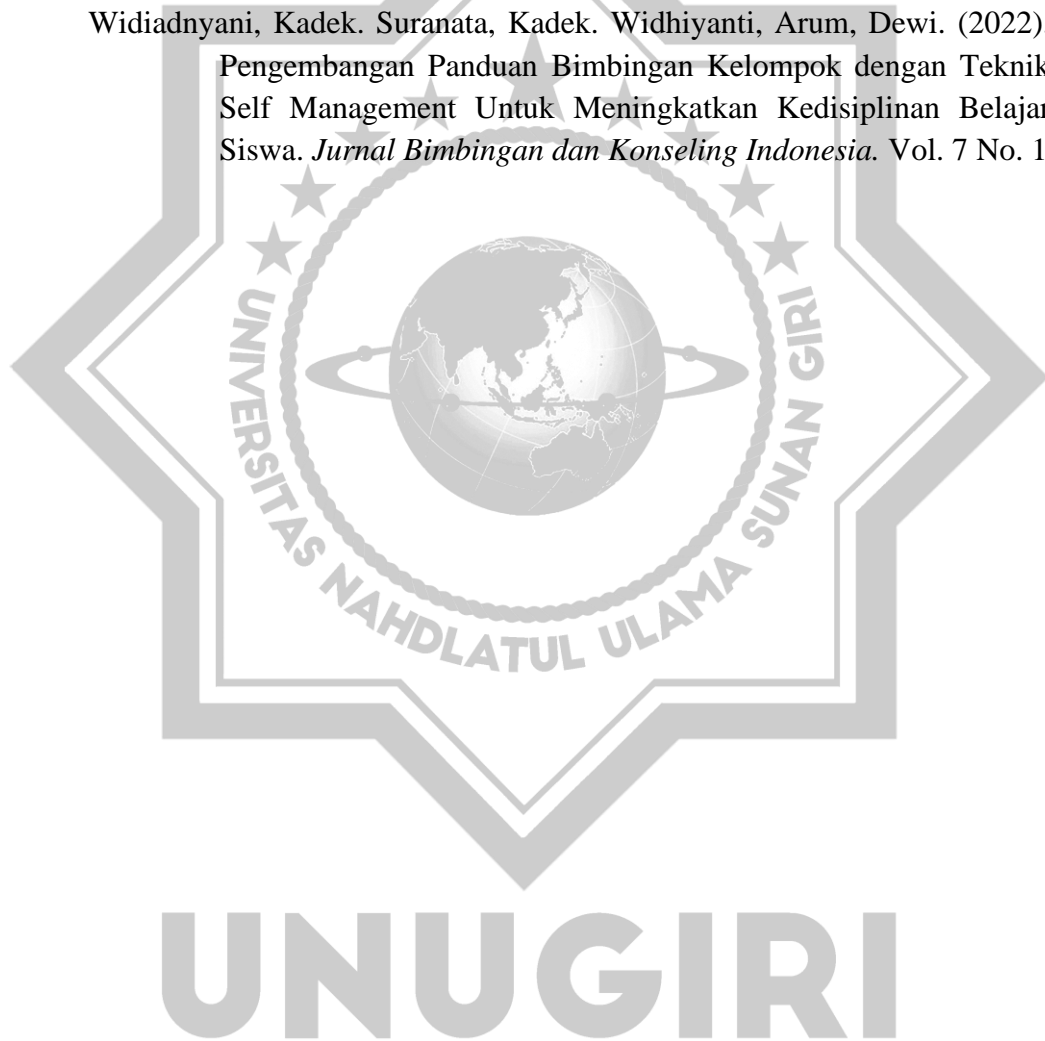 Widiadnyani, Kadek. Suranata, Kadek. Widhiyanti, Arum, Dewi. (2022).
Pengembangan Panduan Bimbingan Kelompok dengan Teknik
Self Management Untuk Meningkatkan Kedisiplinan Belajar
Siswa. Jurnal Bimbingan dan Konseling Indonesia. Vol. 7 No. 1
UNIVERSITAS NAHDLATUL ULAMA SUNAN GIRI
UNUGIRI